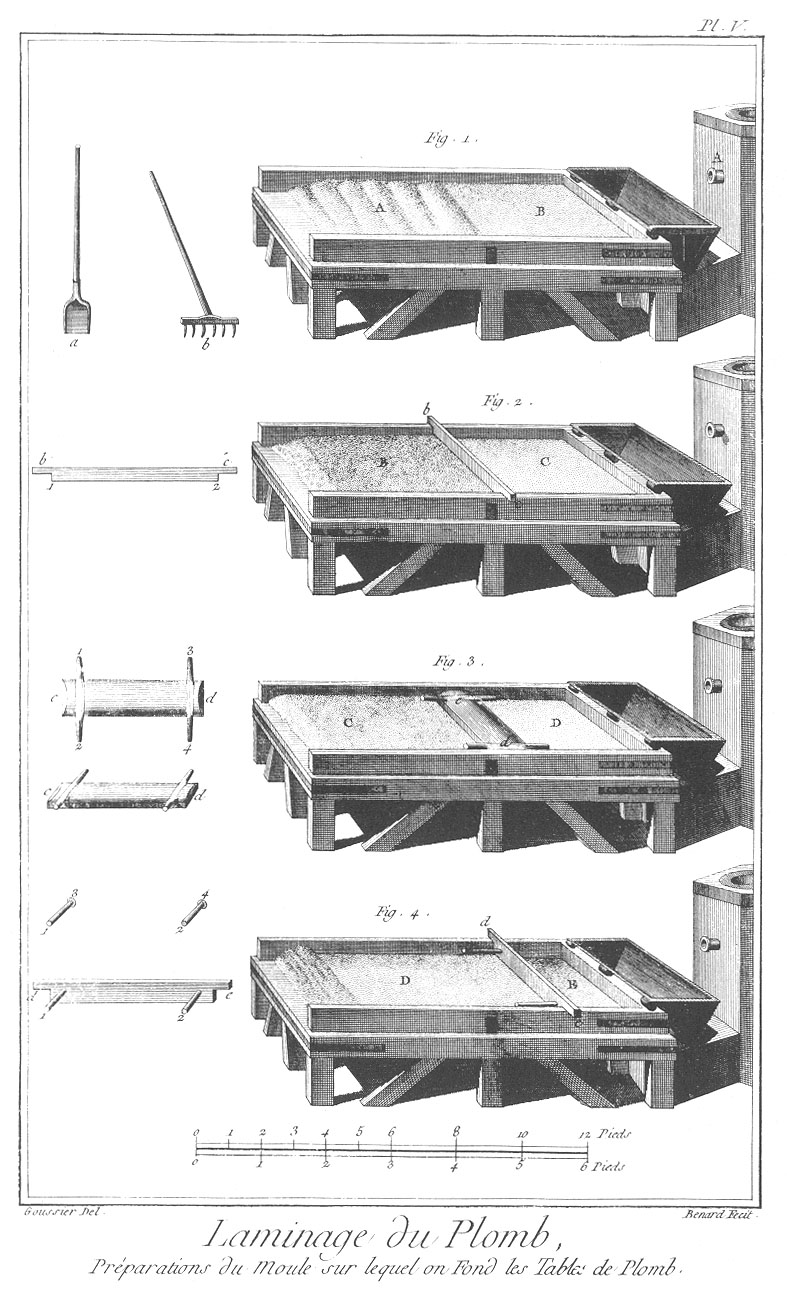 Pl. V.
Fig. 1.
A
A
B
a
b
Fig. 2.
b
B
C
b
c
1
2
Fig. 3.
1
3
c
d
2
4
C
e
D
d
c
d
Fig. 4.
3
4
1
2
d
D
E
e
d
e
1
2
0 1 2 3 4 5 6 8 10 12 Pieds
0 1 2 3 4 5 6 Pieds
Goussier Del.
Benard Fecit.
Laminage du Plomb,
Préparations du Moule sur lequel on Fond les Tables de Plomb.